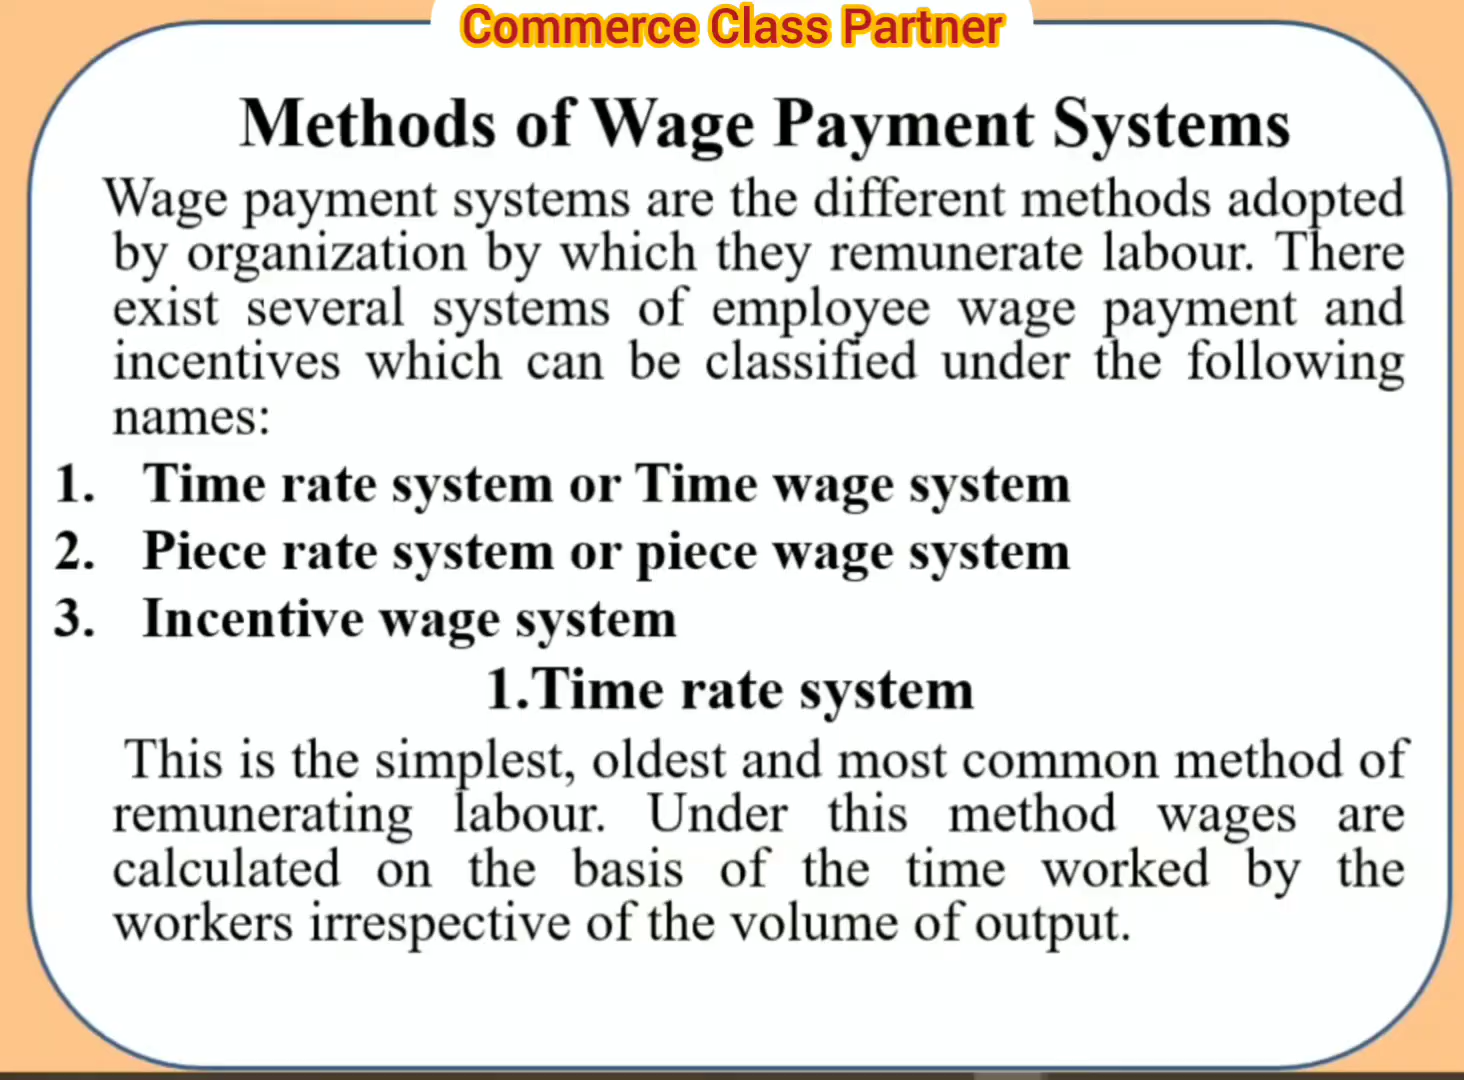 Commerce Class Partner
Methods of Wage Payment Systems
Wage payment systems are the different methods adopted
by organization by which they remunerate labour. There
exist several systems of employee wage payment and
incentives which can be classified under the following
names:
1. Time rate system or Time wage system
2. Piece rate system or piece wage system
3. Incentive wage system
1.Time rate system
This is the simplest, oldest and most common method of
remunerating labour. Under this method wages are
calculated on the basis of the time worked by the
workers irrespective of the volume of output.